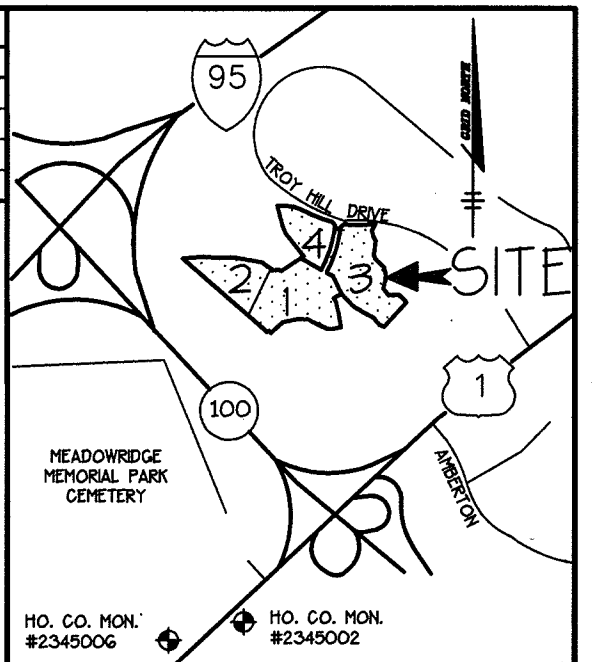 95
GRID NORTH
TROY HILL DRIVE
4
2
1
3
SITE
1
100
MEADOWRIDGE
MEMORIAL PARK
CEMETERY
AMBERTON
HO. CO. MON.
#2345006
HO. CO. MON.
#2345002